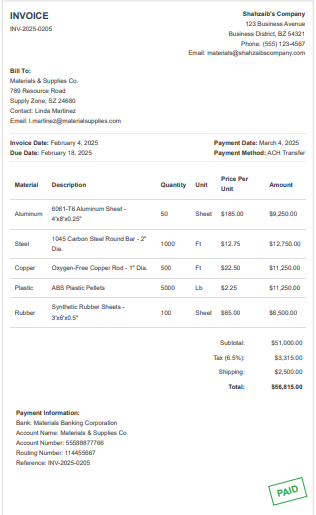 INVOICE
INV-2025-0205
Shahzaib's Company
123 Business Avenue
Business District, BZ 54321
Phone: (555) 123-4567
Email: materials@shahzaibscompany.com
Bill To:
Materials & Supplies Co.
789 Resource Road
Supply Zone, SZ 24680
Contact: Linda Martinez
Email: l.martinez@materialsupplies.com
Invoice Date: February 4, 2025
Due Date: February 18, 2025
Payment Date: March 4, 2025
Payment Method: ACH Transfer
Material Description Quantity Unit Price Per Unit Amount
Aluminum 6061-T6 Aluminum Sheet - 4'x8'x0.25" 50 Sheet $185.00 $9,250.00
Steel 1045 Carbon Steel Round Bar - 2" Dia. 1000 Ft $12.75 $12,750.00
Copper Oxygen-Free Copper Rod - 1" Dia. 500 Ft $22.50 $11,250.00
Plastic ABS Plastic Pellets 5000 Lb $2.25 $11,250.00
Rubber Synthetic Rubber Sheets - 3'x6'x0.5" 100 Sheet $65.00 $6,500.00
Subtotal: $51,000.00
Tax (6.5%): $3,315.00
Shipping: $2,500.00
Total: $56,815.00
Payment Information:
Bank: Materials Banking Corporation
Account Name: Materials & Supplies Co.
Account Number: 55588877766
Routing Number: 114455667
Reference: INV-2025-0205
PAID